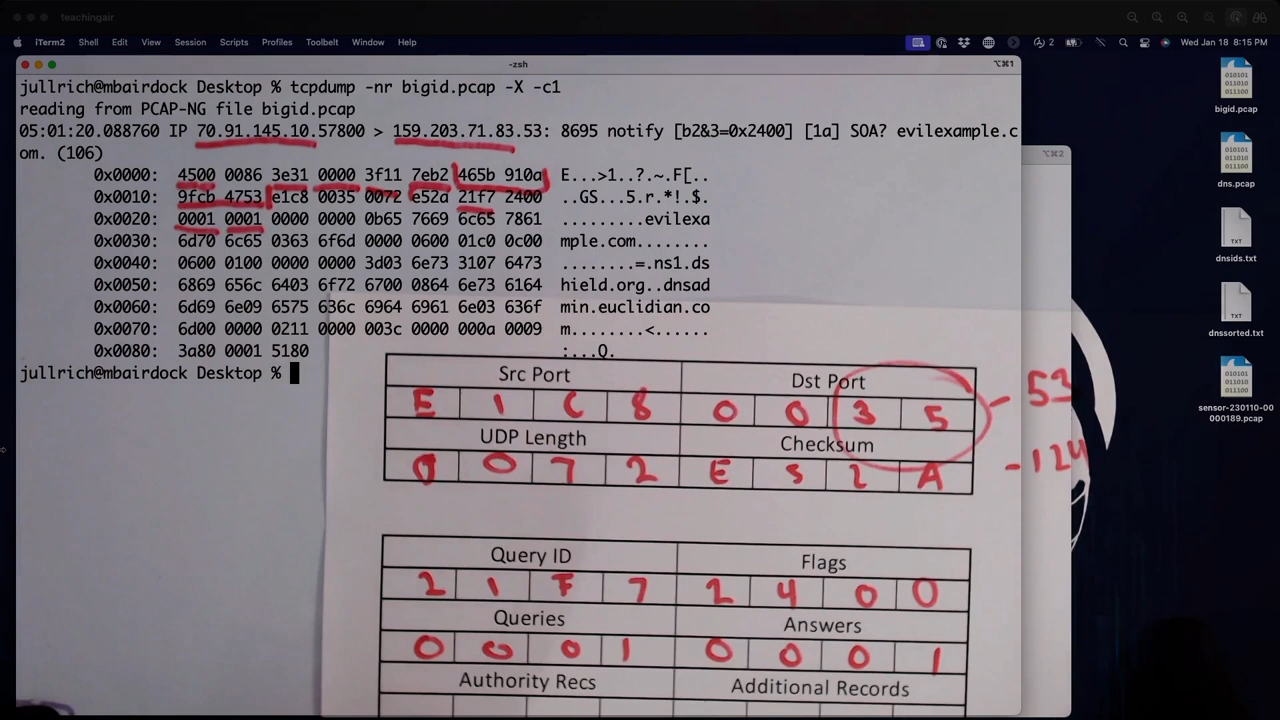 teachingair
iTerm2 Shell Edit View Session Scripts Profiles Toolbelt Window Help 2 Wed Jan 18 8:15 PM
-zsh ⌥⌘1
jullrich@mbairdock Desktop % tcpdump -nr bigid.pcap -X -c1
reading from PCAP-NG file bigid.pcap
05:01:20.088760 IP 70.91.145.10.57800 > 159.203.71.83.53: 8695 notify [b2&3=0x2400] [1a] SOA? evilexample.c
om. (106)
0x0000: 4500 0086 3e31 0000 3f11 7eb2 465b 910a E...>1..?.~.F[..
0x0010: 9fcb 4753 e1c8 0035 0072 e52a 21f7 2400 ..GS...5.r.*!.$.
0x0020: 0001 0001 0000 0000 0b65 7669 6c65 7861 .........evilexa
0x0030: 6d70 6c65 0363 6f6d 0000 0600 01c0 0c00 mple.com........
0x0040: 0600 0100 0000 0000 3d03 6e73 3107 6473 ........=.ns1.ds
0x0050: 6869 656c 6403 6f72 6700 0864 6e73 6164 hield.org..dnsad
0x0060: 6d69 6e09 6575 636c 6964 6961 6e03 636f min.euclidian.co
0x0070: 6d00 0000 0211 0000 003c 0000 000a 0009 m........<......
0x0080: 3a80 0001 5180 :...Q.
jullrich@mbairdock Desktop %
⌥⌘2
bigid.pcap
dns.pcap
TXT
dnsids.txt
TXT
dnssorted.txt
sensor-230110-00
000189.pcap
Src Port Dst Port
E 1 C 8 0 0 3 5 - 53
UDP Length Checksum
0 0 7 2 E 5 2 A - 124
Query ID Flags
2 1 F 7 2 4 0 0
Queries Answers
0 0 0 1 0 0 0 1
Authority Recs Additional Records